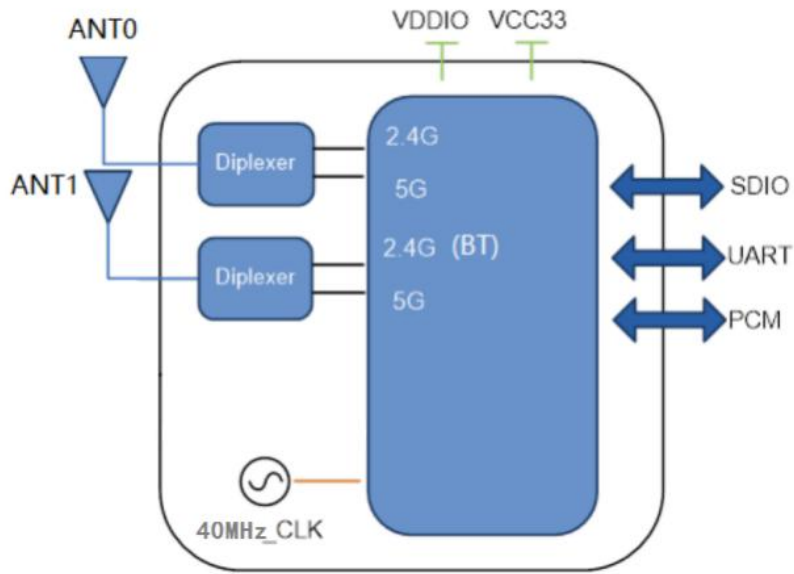 ANT0
VDDIO VCC33
Diplexer
2.4G
5G
SDIO
ANT1
2.4G (BT)
UART
Diplexer
5G
PCM
40MHz_CLK